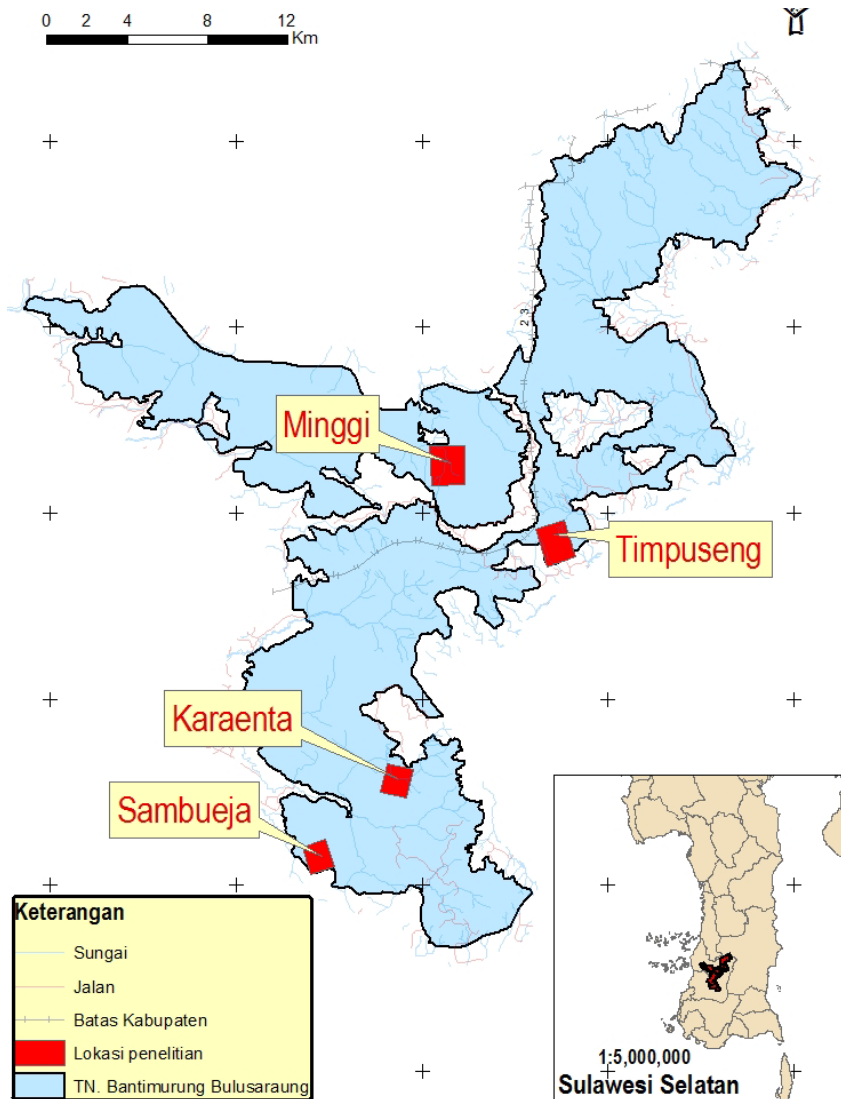 0 2 4 8 12
Km
23
Minggi
Timpuseng
Karaenta
Sambueja
Keterangan
Sungai
Jalan
Batas Kabupaten
Lokasi penelitian
TN. Bantimurung Bulusaraung
1:5,000,000
Sulawesi Selatan